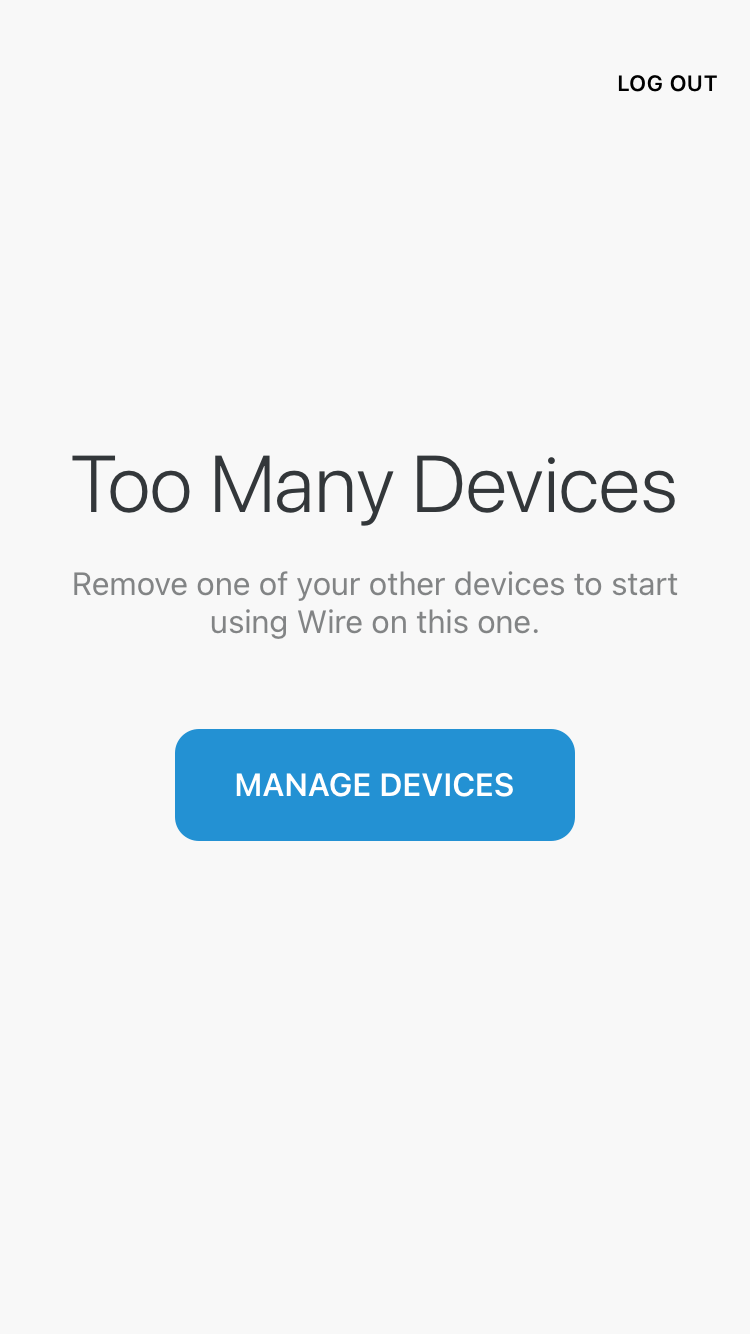 LOG OUT
Too Many Devices
Remove one of your other devices to start
using Wire on this one.
MANAGE DEVICES